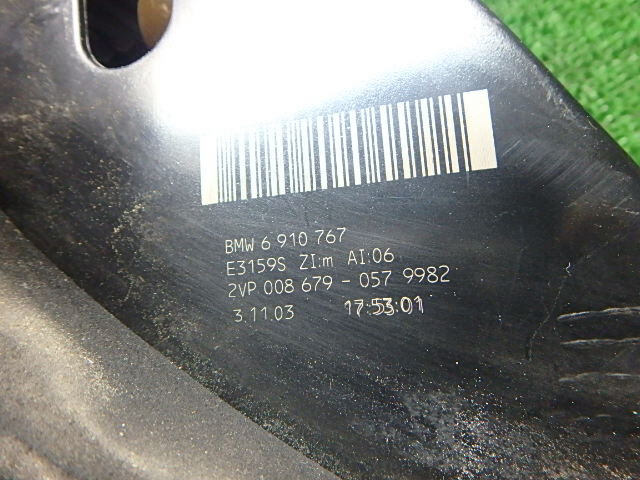 BMW 6 910 767
E3159S ZI:m AI:06
2VP 008 679 - 057 9982
3.11.03 17:53:01